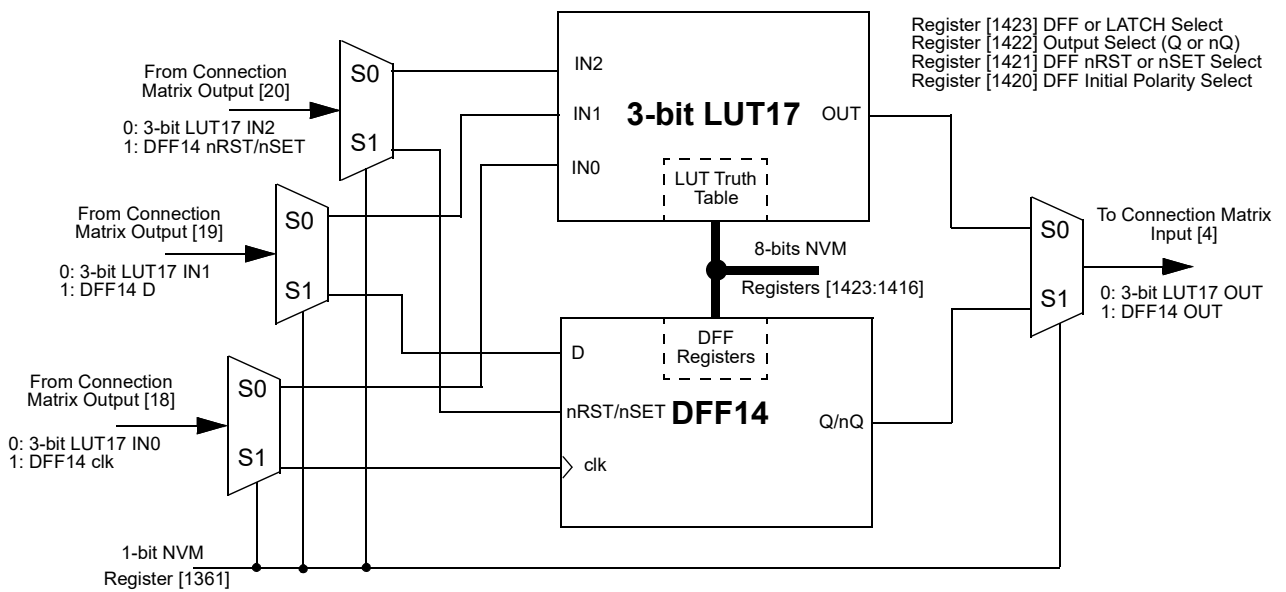 Register [1423] DFF or LATCH Select
Register [1422] Output Select (Q or nQ)
Register [1421] DFF nRST or nSET Select
Register [1420] DFF Initial Polarity Select
From Connection
Matrix Output [20]
0: 3-bit LUT17 IN2
1: DFF14 nRST/nSET
S0
S1
IN2
IN1
IN0
3-bit LUT17
OUT
LUT Truth
Table
From Connection
Matrix Output [19]
0: 3-bit LUT17 IN1
1: DFF14 D
S0
S1
8-bits NVM
Registers [1423:1416]
S0
S1
To Connection Matrix
Input [4]
0: 3-bit LUT17 OUT
1: DFF14 OUT
From Connection
Matrix Output [18]
0: 3-bit LUT17 IN0
1: DFF14 clk
S0
S1
DFF
Registers
D
nRST/nSET
DFF14
Q/nQ
clk
1-bit NVM
Register [1361]